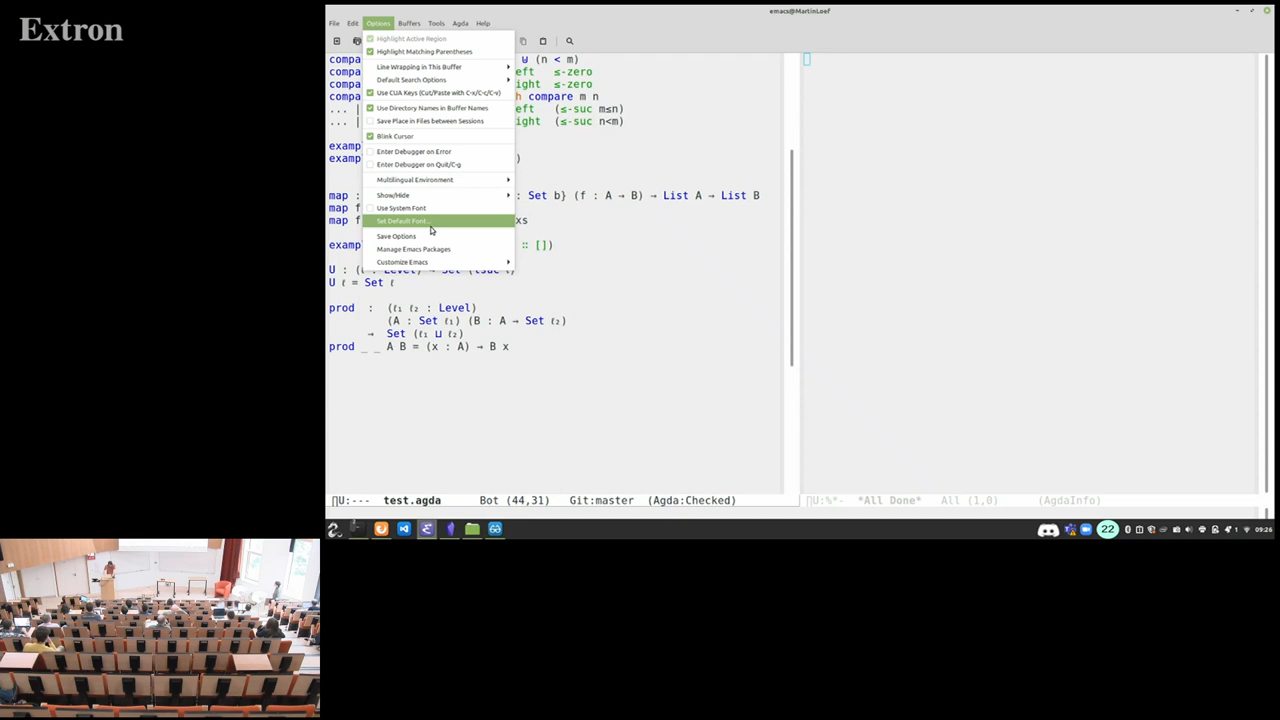 Extron
emacs@MartinLoef
File Edit Options Buffers Tools Agda Help
Highlight Active Region
Highlight Matching Parentheses
Line Wrapping in This Buffer
Default Search Options
Use CUA Keys (Cut/Paste with C-x/C-c/C-v)
Use Directory Names in Buffer Names
Save Place in Files between Sessions
Blink Cursor
Enter Debugger on Error
Enter Debugger on Quit/C-g
Multilingual Environment
Show/Hide
Use System Font
Set Default Font...
Save Options
Manage Emacs Packages
Customize Emacs
compa ⊎ (n < m)
compa eft ≤-zero
compa ight ≤-zero
compa h compare m n
... | eft (≤-suc m≤n)
... | ight (≤-suc n<m)
examp
examp )
map : : Set b} (f : A → B) → List A → List B
map f
map f xs
examp :: [])
U : (ℓ : Level) → Set (lsuc ℓ)
U ℓ = Set ℓ
prod : (ℓ₁ ℓ₂ : Level)
(A : Set ℓ₁) (B : A → Set ℓ₂)
→ Set (ℓ₁ ⊔ ℓ₂)
prod _ _ A B = (x : A) → B x
∏U:--- test.agda Bot (44,31) Git:master (Agda:Checked)
∏U:%*- *All Done* All (1,0) (AgdaInfo)
22
1
09:26